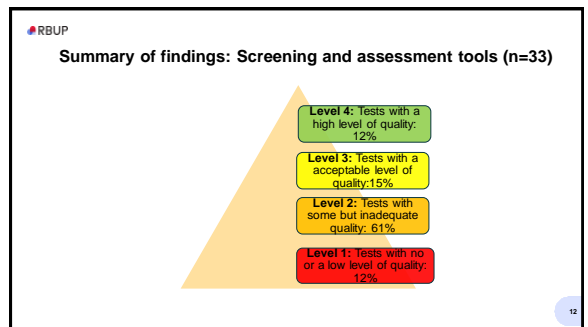 RBUP
Summary of findings: Screening and assessment tools (n=33)
Level 4: Tests with a
high level of quality:
12%
Level 3: Tests with a
acceptable level of
quality:15%
Level 2: Tests with
some but inadequate
quality: 61%
Level 1: Tests with no
or a low level of quality:
12%
12